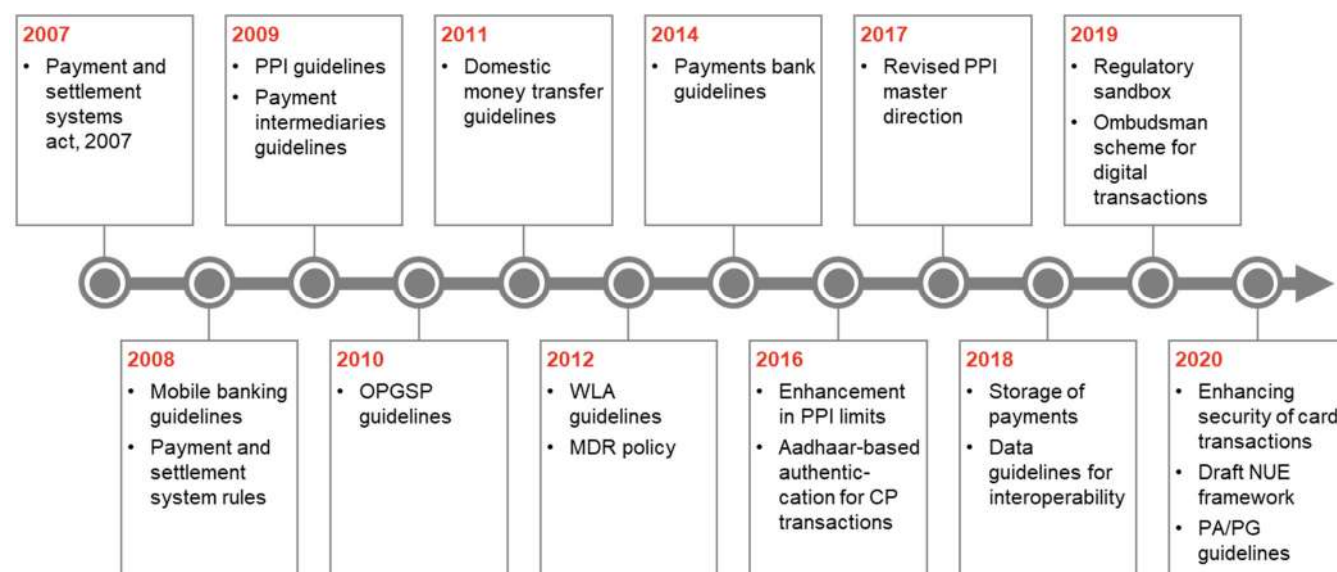 2007
• Payment and
settlement
systems
act, 2007
2009
• PPI guidelines
• Payment
intermediaries
guidelines
2011
• Domestic
money transfer
guidelines
2014
• Payments bank
guidelines
2017
• Revised PPI
master
direction
2019
• Regulatory
sandbox
• Ombudsman
scheme for
digital
transactions
2008
• Mobile banking
guidelines
• Payment and
settlement
system rules
2010
• OPGSP
guidelines
2012
• WLA
guidelines
• MDR policy
2016
• Enhancement
in PPI limits
• Aadhaar-based
authentic-
cation for CP
transactions
2018
• Storage of
payments
• Data
guidelines for
interoperability
2020
• Enhancing
security of card
transactions
• Draft NUE
framework
• PA/PG
guidelines